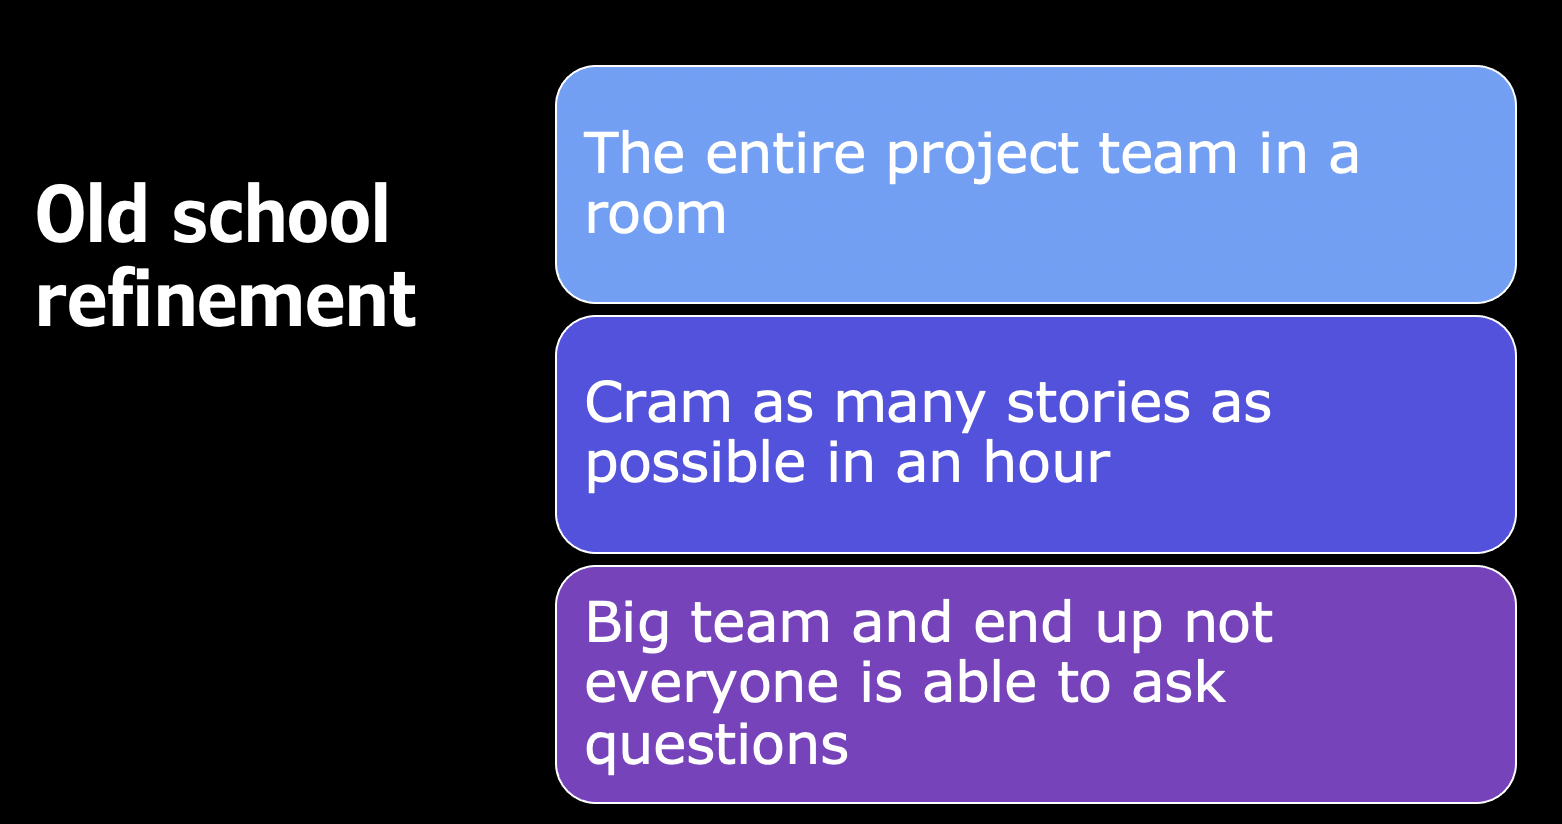 Old school
refinement
The entire project team in a
room
Cram as many stories as
possible in an hour
Big team and end up not
everyone is able to ask
questions